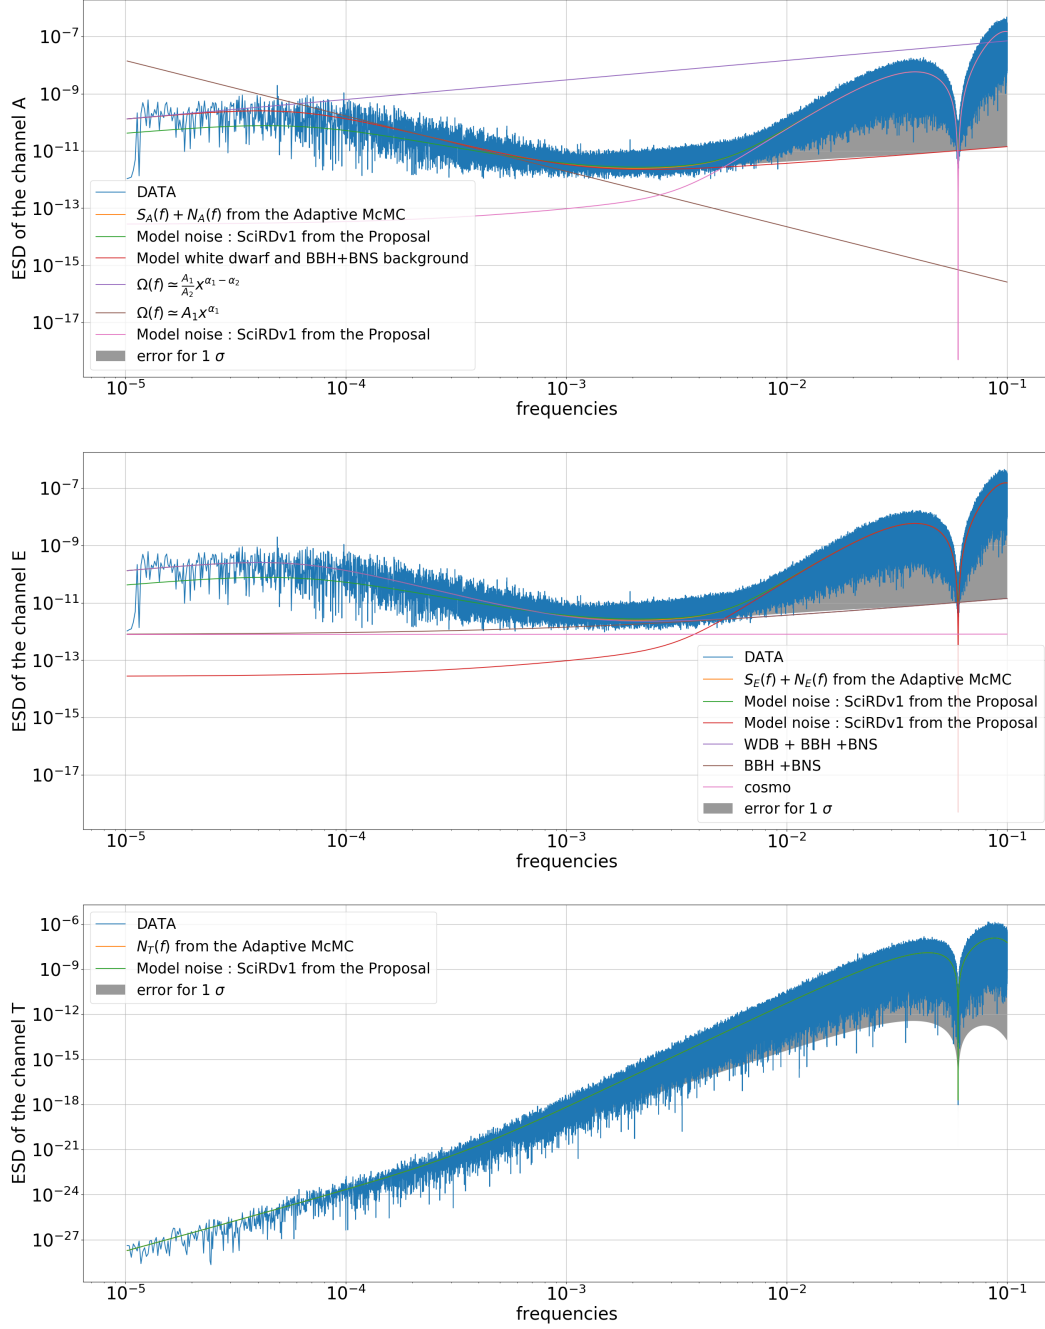 ESD of the channel A
10⁻⁷
10⁻⁹
10⁻¹¹
10⁻¹³
10⁻¹⁵
10⁻¹⁷
DATA
S_A(f) + N_A(f) from the Adaptive McMC
Model noise : SciRDv1 from the Proposal
Model white dwarf and BBH+BNS background
Ω(f) ≃ A₁/A₂ x^{α₁ − α₂}
Ω(f) ≃ A₁x^{α₁}
Model noise : SciRDv1 from the Proposal
error for 1 σ
10⁻⁵ 10⁻⁴ 10⁻³ 10⁻² 10⁻¹
frequencies
ESD of the channel E
10⁻⁷
10⁻⁹
10⁻¹¹
10⁻¹³
10⁻¹⁵
10⁻¹⁷
DATA
S_E(f) + N_E(f) from the Adaptive McMC
Model noise : SciRDv1 from the Proposal
Model noise : SciRDv1 from the Proposal
WDB + BBH +BNS
BBH +BNS
cosmo
error for 1 σ
10⁻⁵ 10⁻⁴ 10⁻³ 10⁻² 10⁻¹
frequencies
ESD of the channel T
10⁻⁶
10⁻⁹
10⁻¹²
10⁻¹⁵
10⁻¹⁸
10⁻²¹
10⁻²⁴
10⁻²⁷
DATA
N_T(f) from the Adaptive McMC
Model noise : SciRDv1 from the Proposal
error for 1 σ
10⁻⁵ 10⁻⁴ 10⁻³ 10⁻² 10⁻¹
frequencies